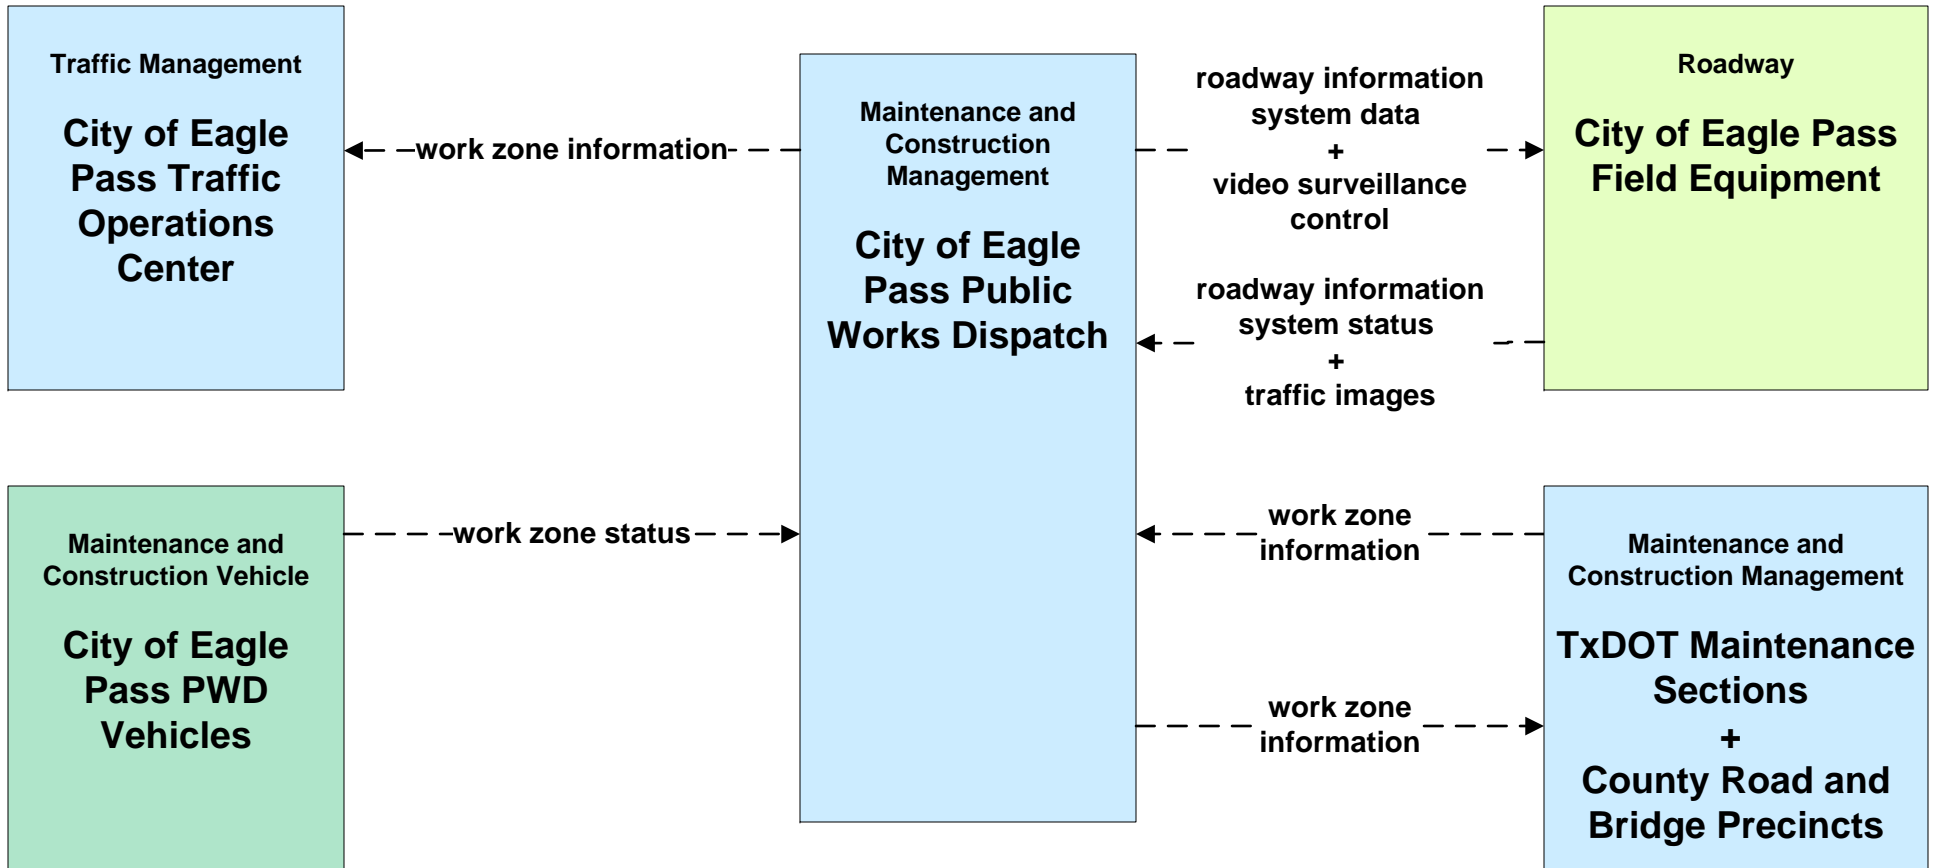 Traffic Management
City of Eagle
Pass Traffic
Operations
Center
work zone information
Maintenance and
Construction
Management
City of Eagle
Pass Public
Works Dispatch
roadway information
system data
+
video surveillance
control
roadway information
system status
+
traffic images
Roadway
City of Eagle Pass
Field Equipment
Maintenance and
Construction Vehicle
City of Eagle
Pass PWD
Vehicles
work zone status
work zone
information
work zone
information
Maintenance and
Construction Management
TxDOT Maintenance
Sections
+
County Road and
Bridge Precincts